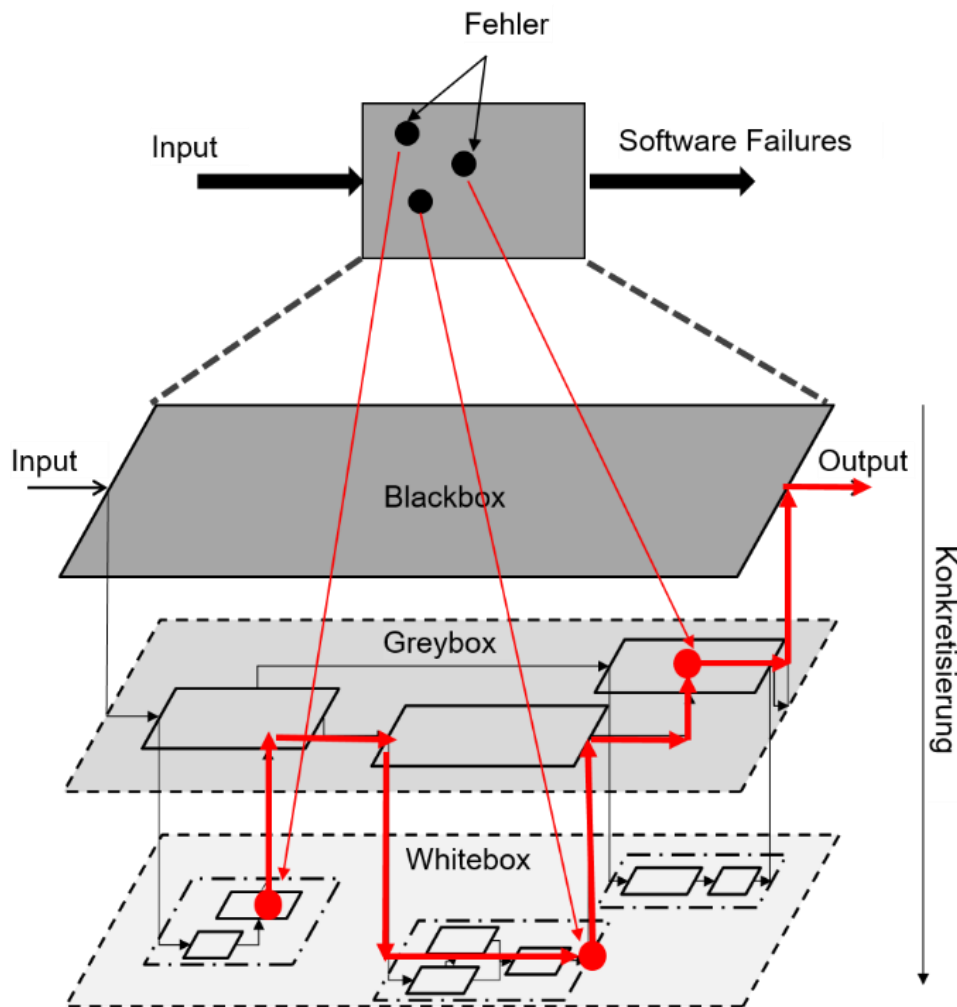 Fehler
Input
Software Failures
Input
Output
Blackbox
Greybox
Konkretisierung
Whitebox